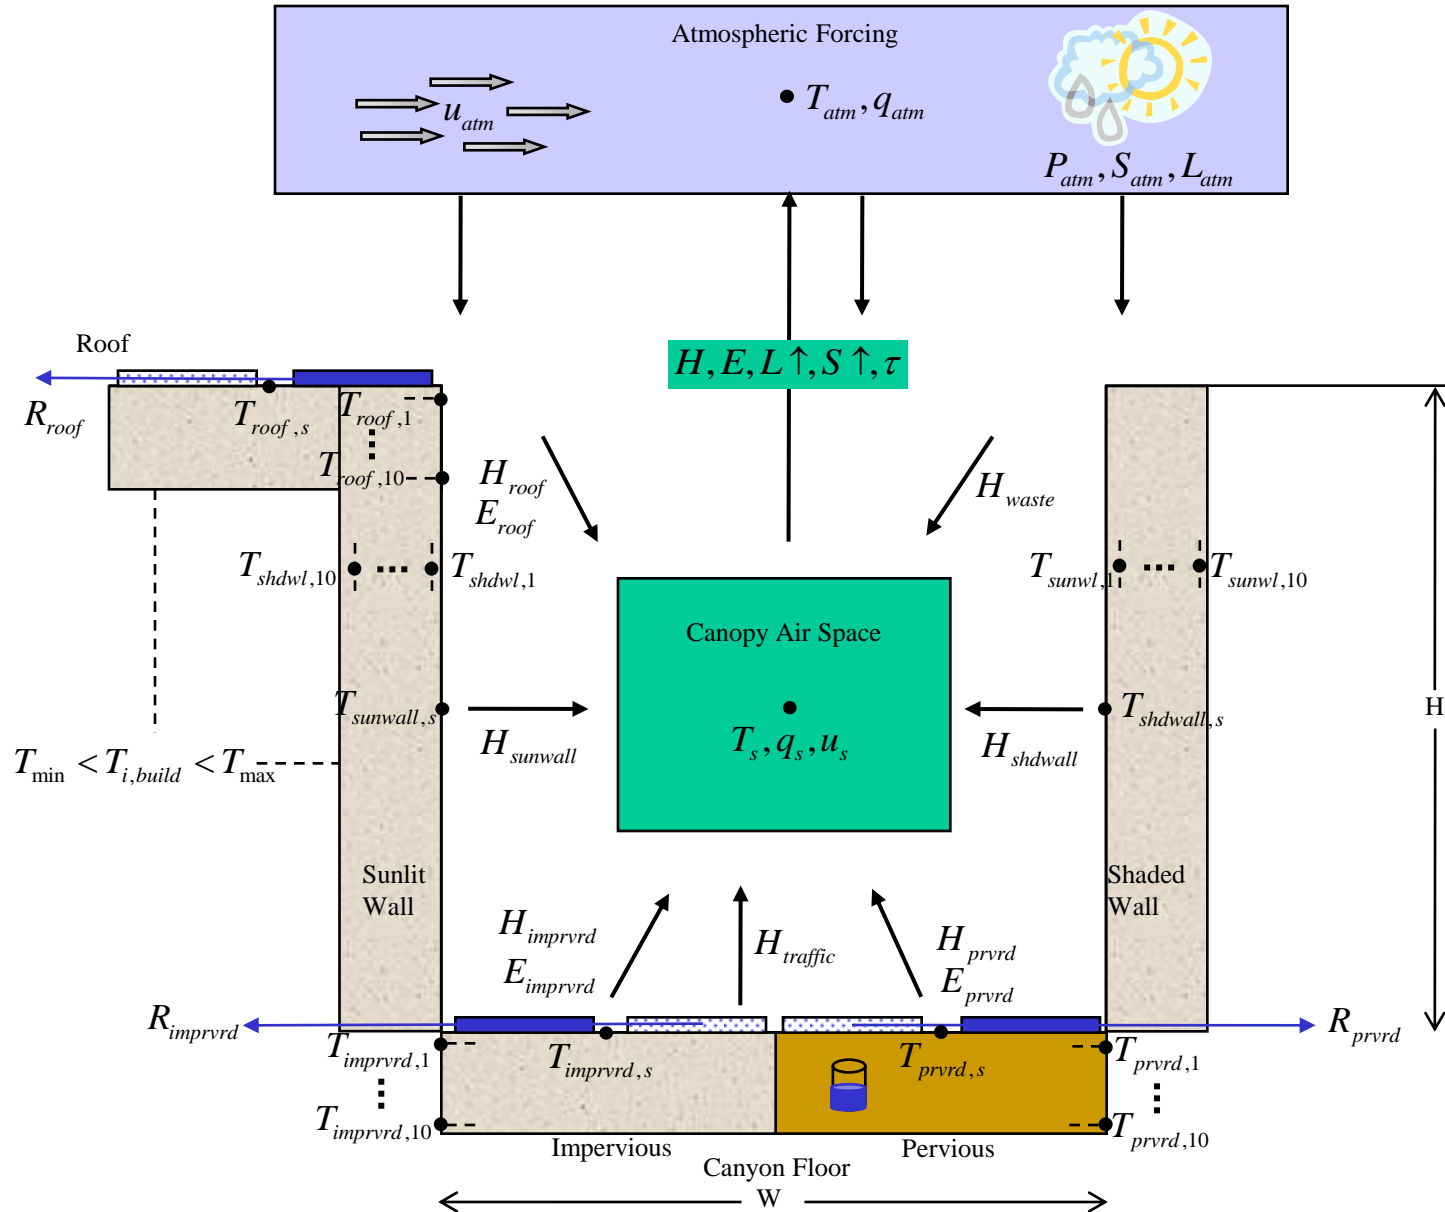 Atmospheric Forcing
u_atm
T_atm, q_atm
P_atm, S_atm, L_atm
Roof
H, E, L ↑, S ↑, τ
R_roof
T_roof,s
T_roof,1
T_roof,10
H_roof
E_roof
H_waste
T_shdwl,10
T_shdwl,1
T_sunwl,1
T_sunwl,10
Canopy Air Space
T_sunwall,s
T_s, q_s, u_s
T_shdwall,s
H
H_sunwall
H_shdwall
T_min < T_i,build < T_max
Sunlit
Wall
Shaded
Wall
H_imprvrd
E_imprvrd
H_traffic
H_prvrd
E_prvrd
R_imprvrd
R_prvrd
T_imprvrd,1
T_imprvrd,s
T_prvrd,s
T_prvrd,1
T_imprvrd,10
T_prvrd,10
Impervious
Pervious
Canyon Floor
W